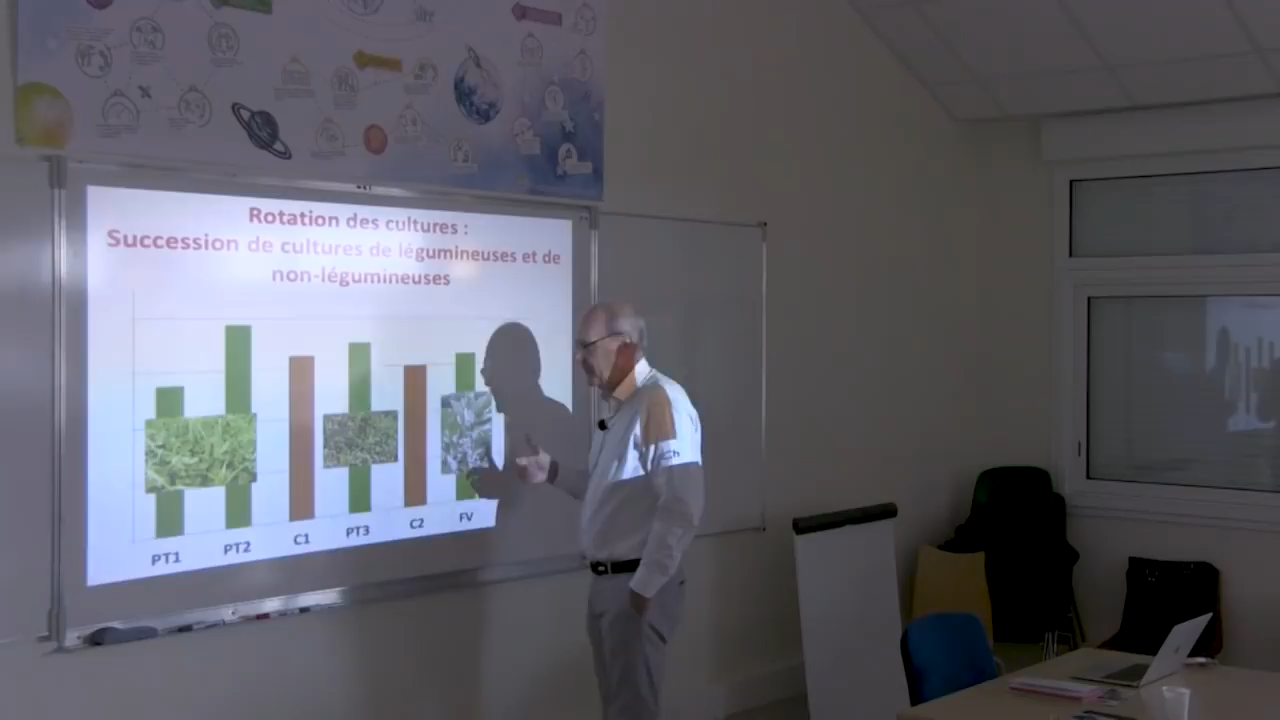 Rotation des cultures :
Succession de cultures de légumineuses et de
non-légumineuses
PT1 PT2 C1 PT3 C2 FV